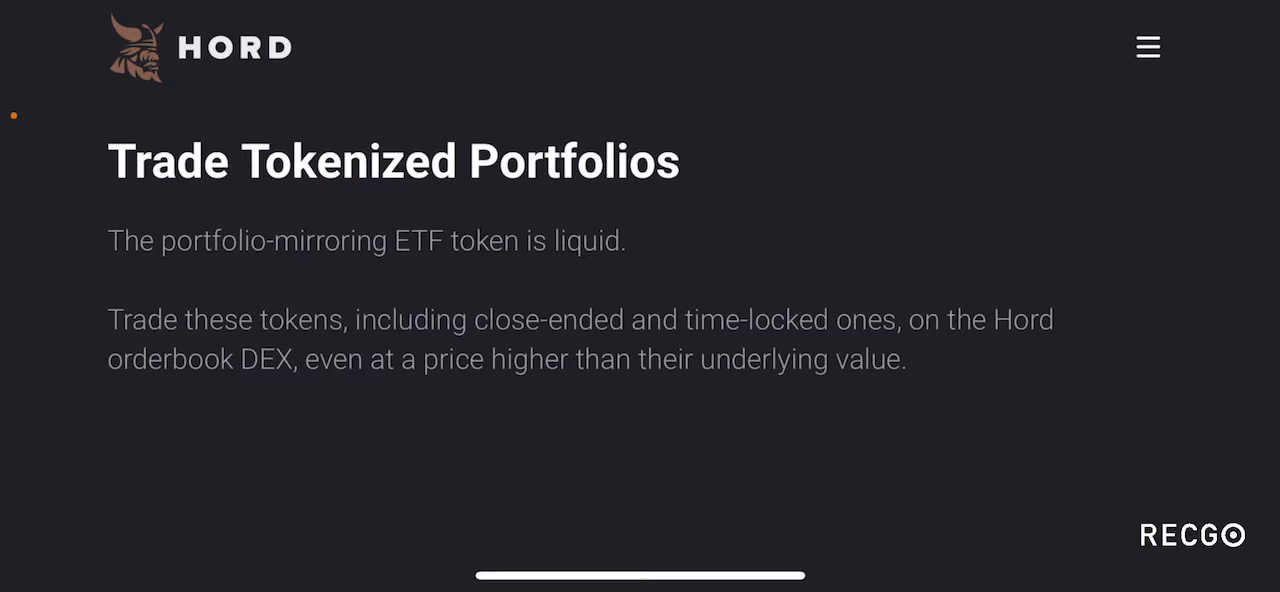 HORD
Trade Tokenized Portfolios
The portfolio-mirroring ETF token is liquid.
Trade these tokens, including close-ended and time-locked ones, on the Hord
orderbook DEX, even at a price higher than their underlying value.
RECGO